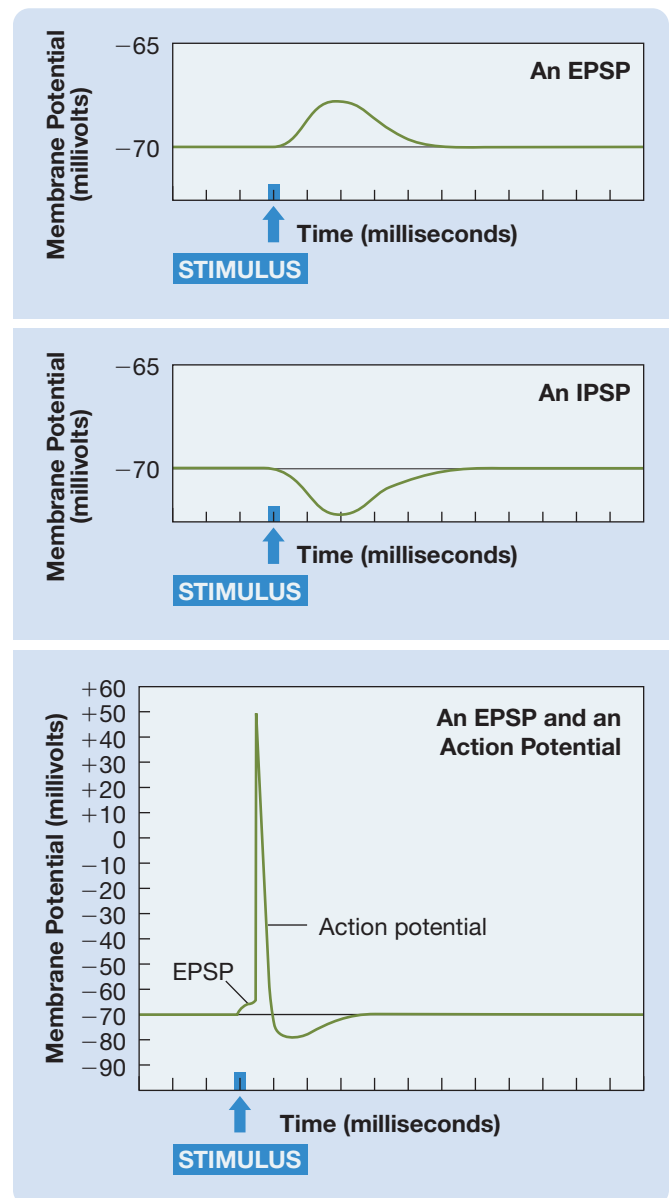 An EPSP
Membrane Potential
(millivolts)
−65
−70
Time (milliseconds)
STIMULUS
An IPSP
Membrane Potential
(millivolts)
−65
−70
Time (milliseconds)
STIMULUS
An EPSP and an
Action Potential
Membrane Potential (millivolts)
+60
+50
+40
+30
+20
+10
0
−10
−20
−30
−40
−50
−60
−70
−80
−90
Action potential
EPSP
Time (milliseconds)
STIMULUS